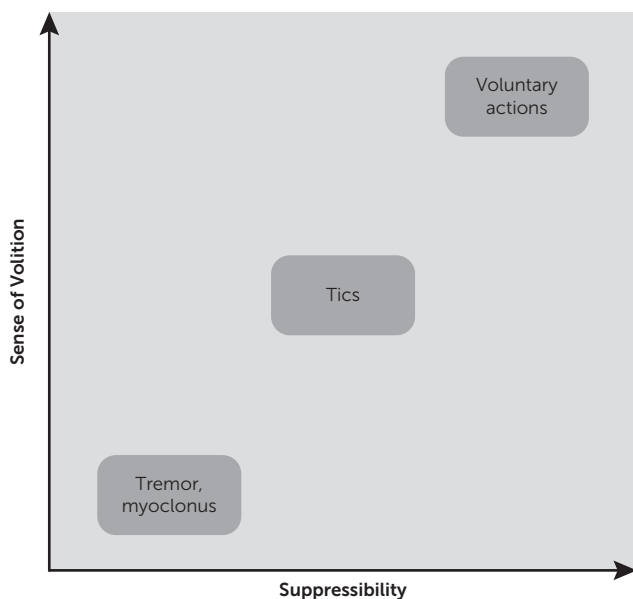 Voluntary
actions
Sense of Volition
Tics
Tremor,
myoclonus
Suppressibility